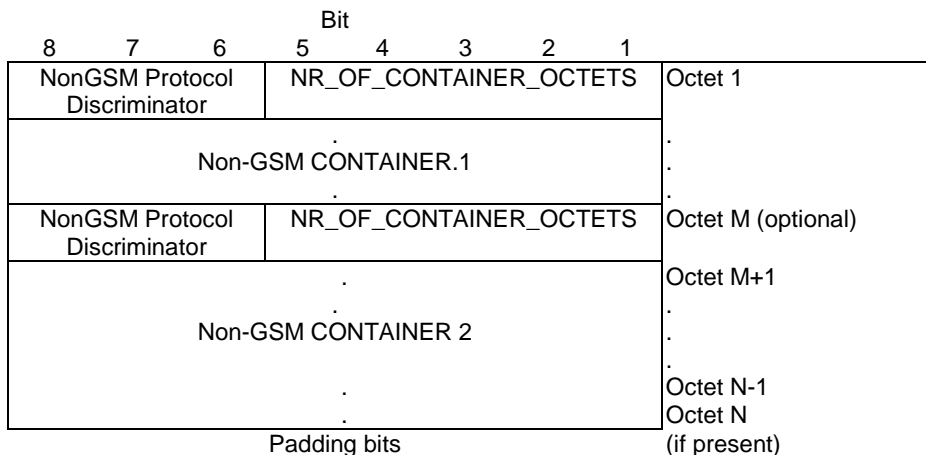 Bit
8 7 6 5 4 3 2 1
NonGSM Protocol Discriminator NR_OF_CONTAINER_OCTETS Octet 1
. .
Non-GSM CONTAINER.1 .
. .
NonGSM Protocol Discriminator NR_OF_CONTAINER_OCTETS Octet M (optional)
. Octet M+1
. .
Non-GSM CONTAINER 2 .
.
. Octet N-1
. Octet N
Padding bits (if present)